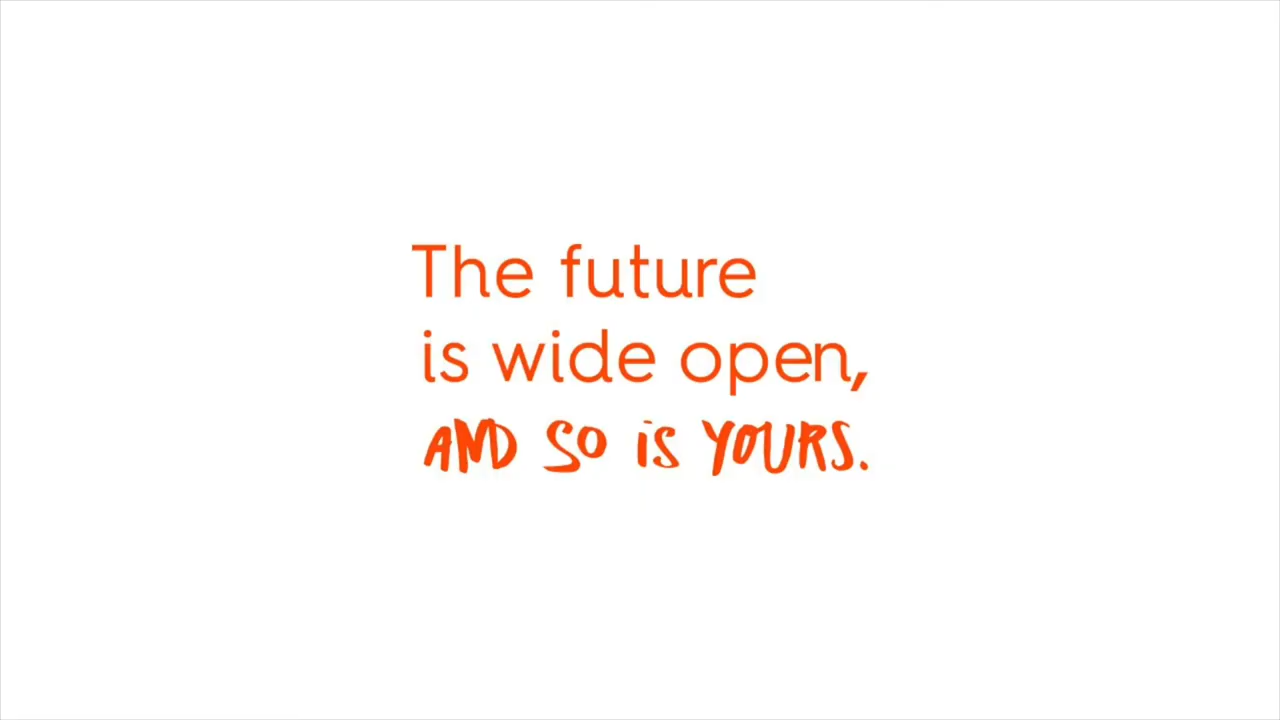 The future
is wide open,
AND SO iS YOURS.